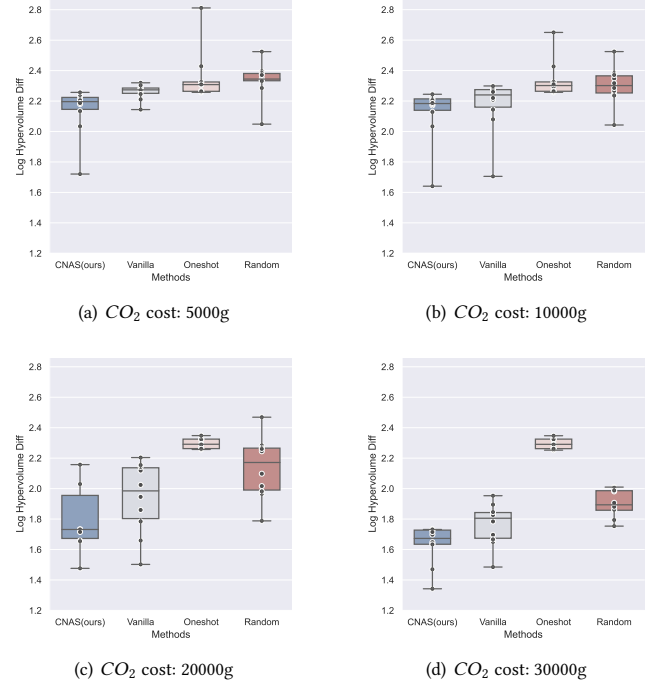 2.8
2.6
2.4
2.2
2.0
1.8
1.6
1.4
1.2
Log Hypervolume Diff
CNAS(ours) Vanilla Oneshot Random
Methods
(a) CO2 cost: 5000g
2.8
2.6
2.4
2.2
2.0
1.8
1.6
1.4
1.2
Log Hypervolume Diff
CNAS(ours) Vanilla Oneshot Random
Methods
(b) CO2 cost: 10000g
2.8
2.6
2.4
2.2
2.0
1.8
1.6
1.4
1.2
Log Hypervolume Diff
CNAS(ours) Vanilla Oneshot Random
Methods
(c) CO2 cost: 20000g
2.8
2.6
2.4
2.2
2.0
1.8
1.6
1.4
1.2
Log Hypervolume Diff
CNAS(ours) Vanilla Oneshot Random
Methods
(d) CO2 cost: 30000g